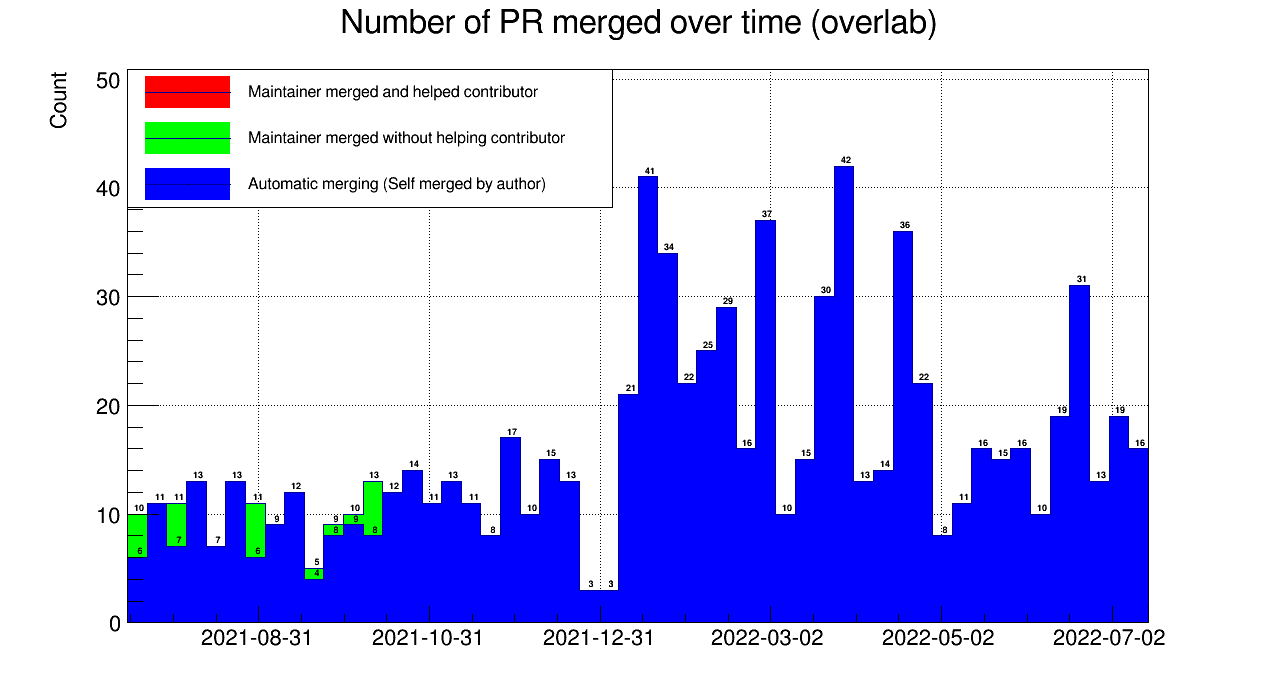 Number of PR merged over time (overlab)
Count
50
40
30
20
10
0
Maintainer merged and helped contributor
Maintainer merged without helping contributor
Automatic merging (Self merged by author)
10 11 11 13 7 13 11 9 12 5 9 10 13 12 14 11 13 11 8 17 10 15 13 3 3 21 41 34 22 25 29 16 37 10 15 30 42 13 14 36 22 8 11 16 15 16 10 19 31 13 19 16
6 7 6 4 8 9 8
2021-08-31 2021-10-31 2021-12-31 2022-03-02 2022-05-02 2022-07-02